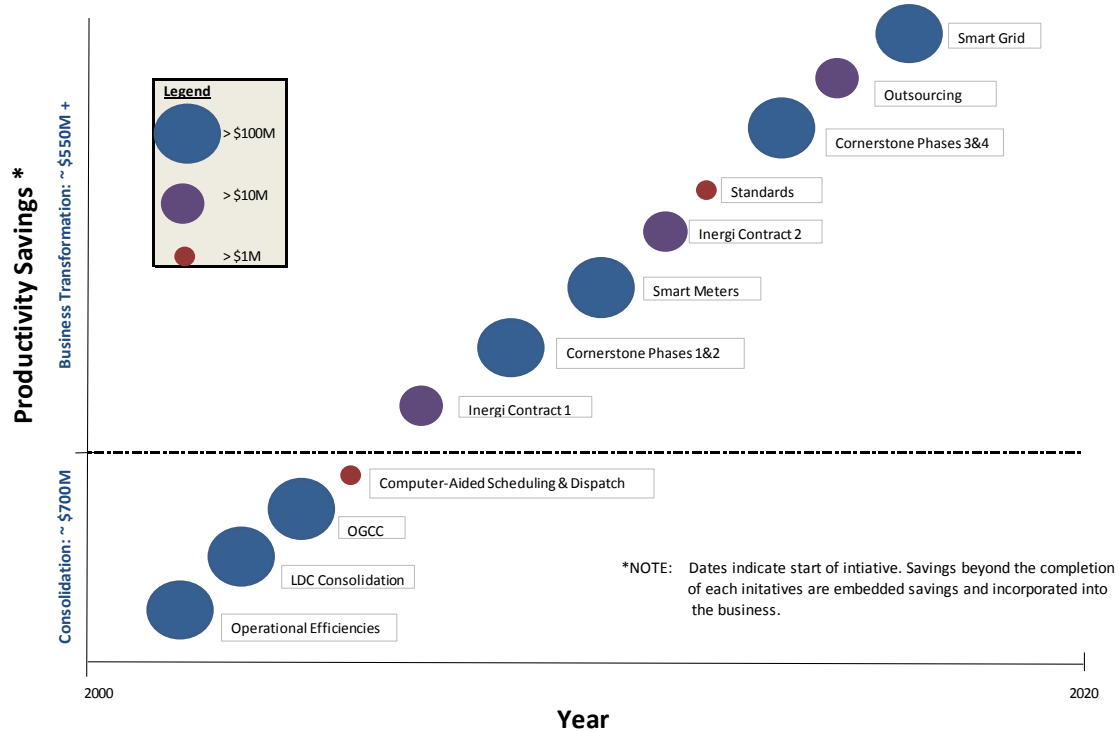 Smart Grid
Outsourcing
Cornerstone Phases 3&4
Standards
Inergi Contract 2
Smart Meters
Cornerstone Phases 1&2
Inergi Contract 1
Computer-Aided Scheduling & Dispatch
OGCC
LDC Consolidation
Operational Efficiencies
Legend
> $100M
> $10M
> $1M
Productivity Savings *
Business Transformation: ~ $550M +
Consolidation: ~ $700M
*NOTE: Dates indicate start of intiative. Savings beyond the completion
of each initatives are embedded savings and incorporated into
the business.
2000
2020
Year